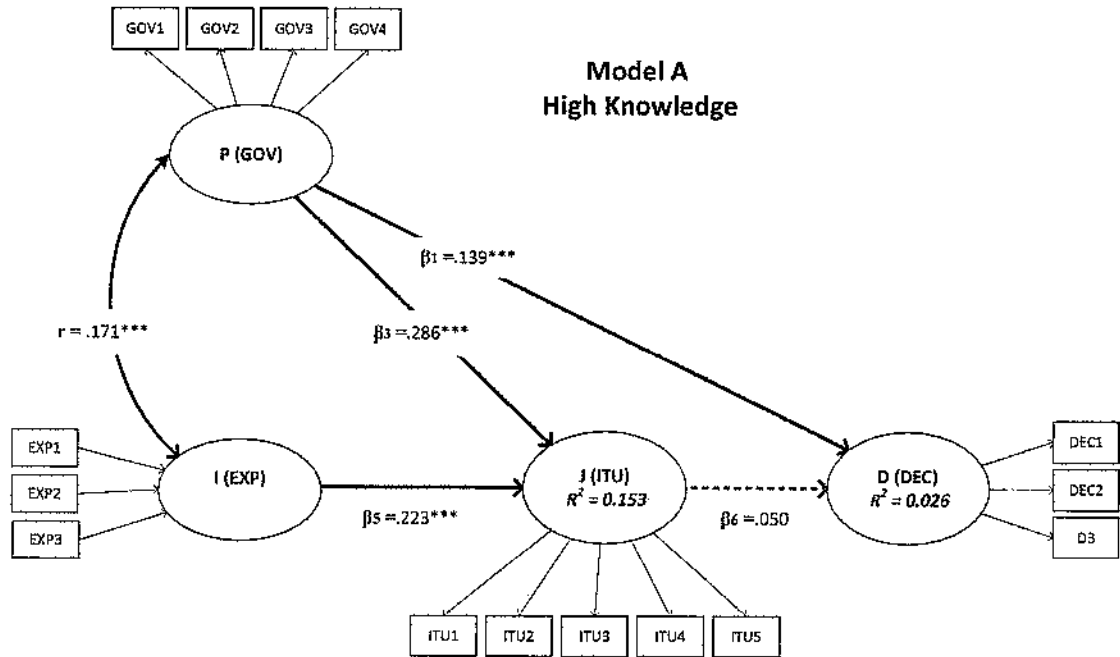 GOV1 GOV2 GOV3 GOV4
Model A
High Knowledge
P (GOV)
β1 =.139***
r = .171***
β3=.286***
EXP1
EXP2
EXP3
I (EXP)
β5=.223***
J (ITU)
R² = 0.153
β6=.050
D (DEC)
R² = 0.026
DEC1
DEC2
D3
ITU1 ITU2 ITU3 ITU4 ITU5